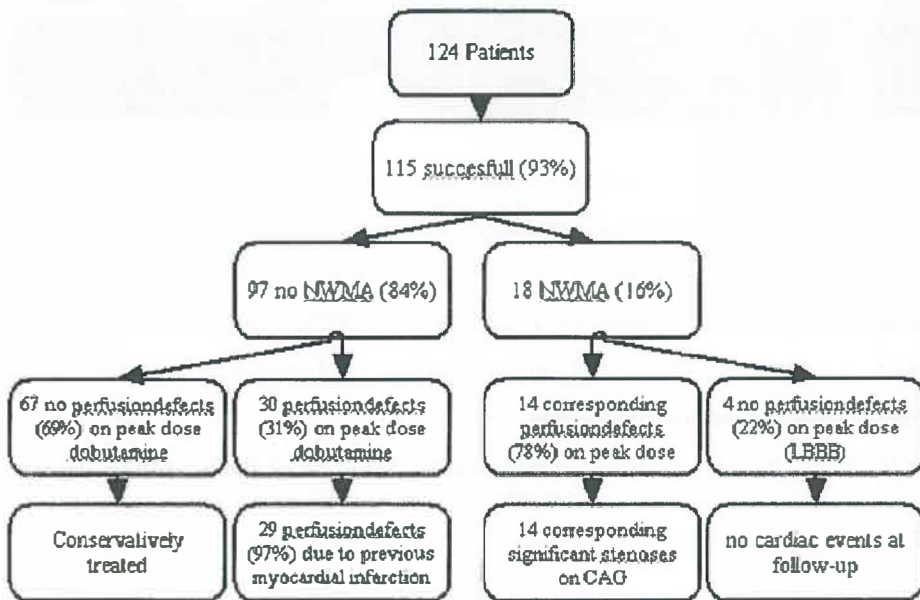 124 Patients
115 succesfull (93%)
97 no NWMA (84%)
18 NWMA (16%)
67 no perfusiondefects
(69%) on peak dose
dobutamine
30 perfusiondefects
(31%) on peak dose
dobutamine
14 corresponding
perfusiondefects
(78%) on peak dose
4 no perfusiondefects
(22%) on peak dose
(LBBB)
Conservatively
treated
29 perfusiondefects
(97%) due to previous
myocardial infarction
14 corresponding
significant stenoses
on CAG
no cardiac events at
follow-up